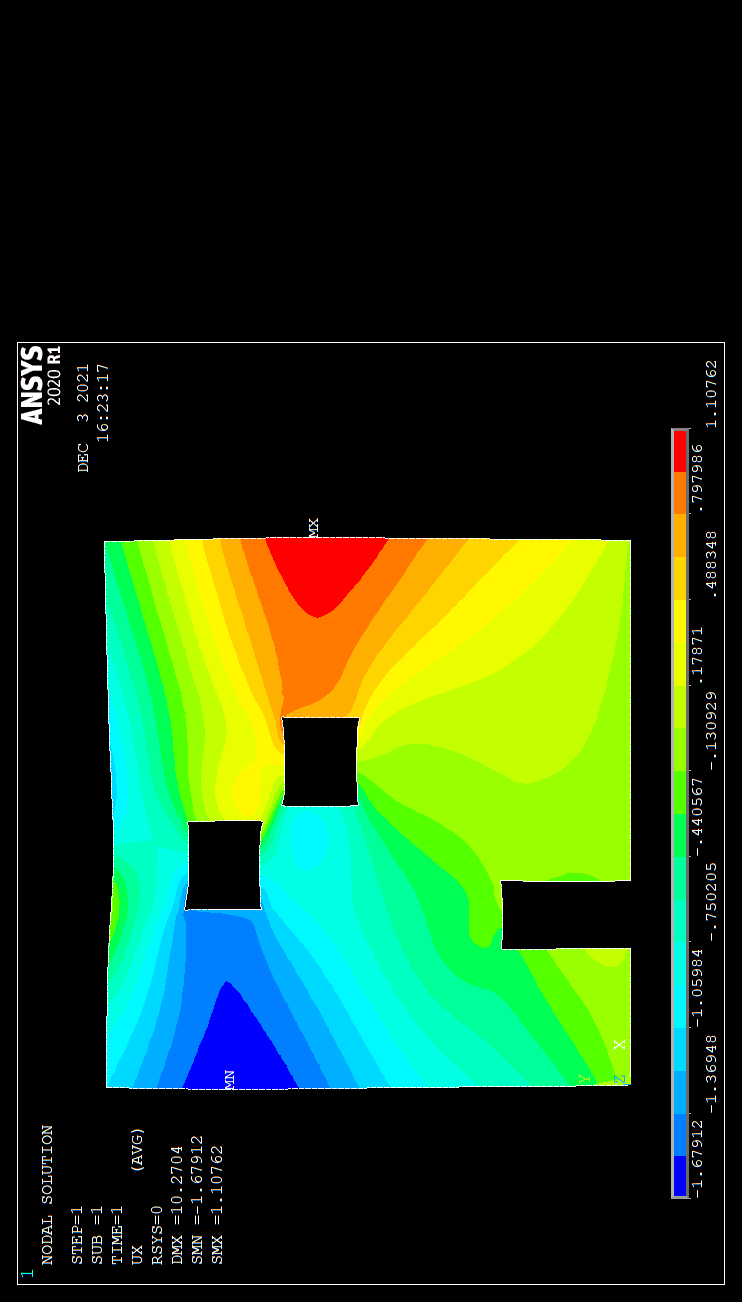 1
NODAL SOLUTION
STEP=1
SUB =1
TIME=1
UX (AVG)
RSYS=0
DMX =10.2704
SMN =-1.67912
SMX =1.10762
ANSYS
2020 R1
DEC 3 2021
16:23:17
MN
MX
Y
Z X
-1.67912
-1.36948
-1.05984
-.750205
-.440567
-.130929
.17871
.488348
.797986
1.10762